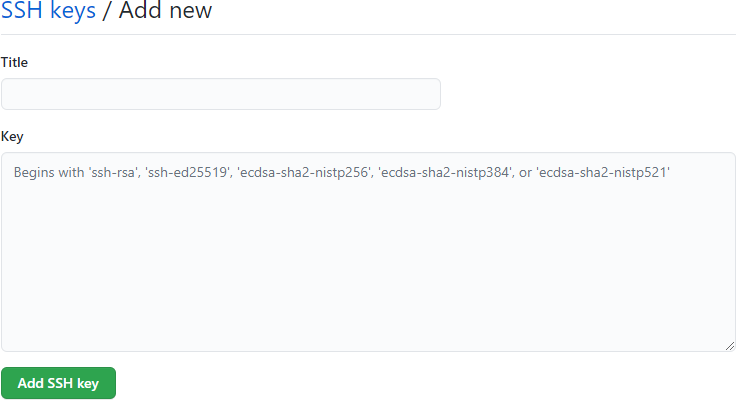 SSH keys / Add new
Title
Key
Begins with 'ssh-rsa', 'ssh-ed25519', 'ecdsa-sha2-nistp256', 'ecdsa-sha2-nistp384', or 'ecdsa-sha2-nistp521'
Add SSH key